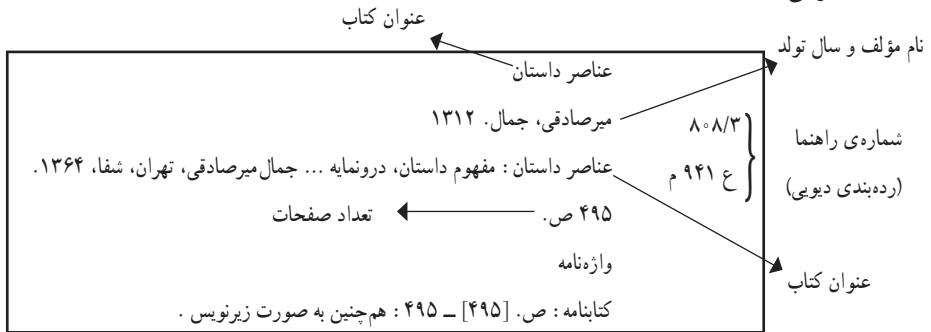 عنوان کتاب
نام مؤلف و سال تولد
عناصر داستان
میرصادقی، جمال. ۱۳۱۲
۸۰۸/۳
ع ۹۴۱ م
شماره‌ی راهنما
(رده‌بندی دیویی)
عناصر داستان : مفهوم داستان، درونمایه ... جمال میرصادقی، تهران، شفا، ۱۳۶۴.
۴۹۵ ص.
تعداد صفحات
واژه‌نامه
عنوان کتاب
کتابنامه : ص. [۴۹۵] ــ ۴۹۵ : هم‌چنین به صورت زیرنویس .